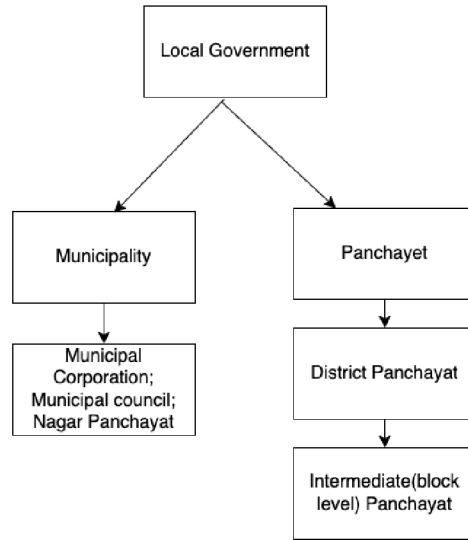 Local Government
Municipality
Panchayet
Municipal
Corporation;
Municipal council;
Nagar Panchayat
District Panchayat
Intermediate(block
level) Panchayat